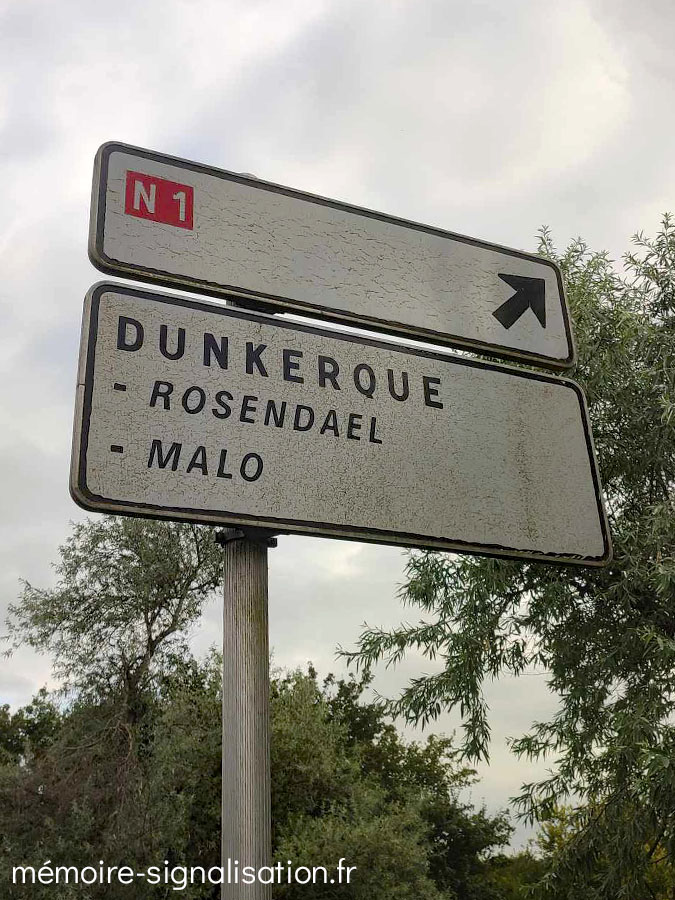 N 1
DUNKERQUE
- ROSENDAEL
- MALO
mémoire-signalisation.fr